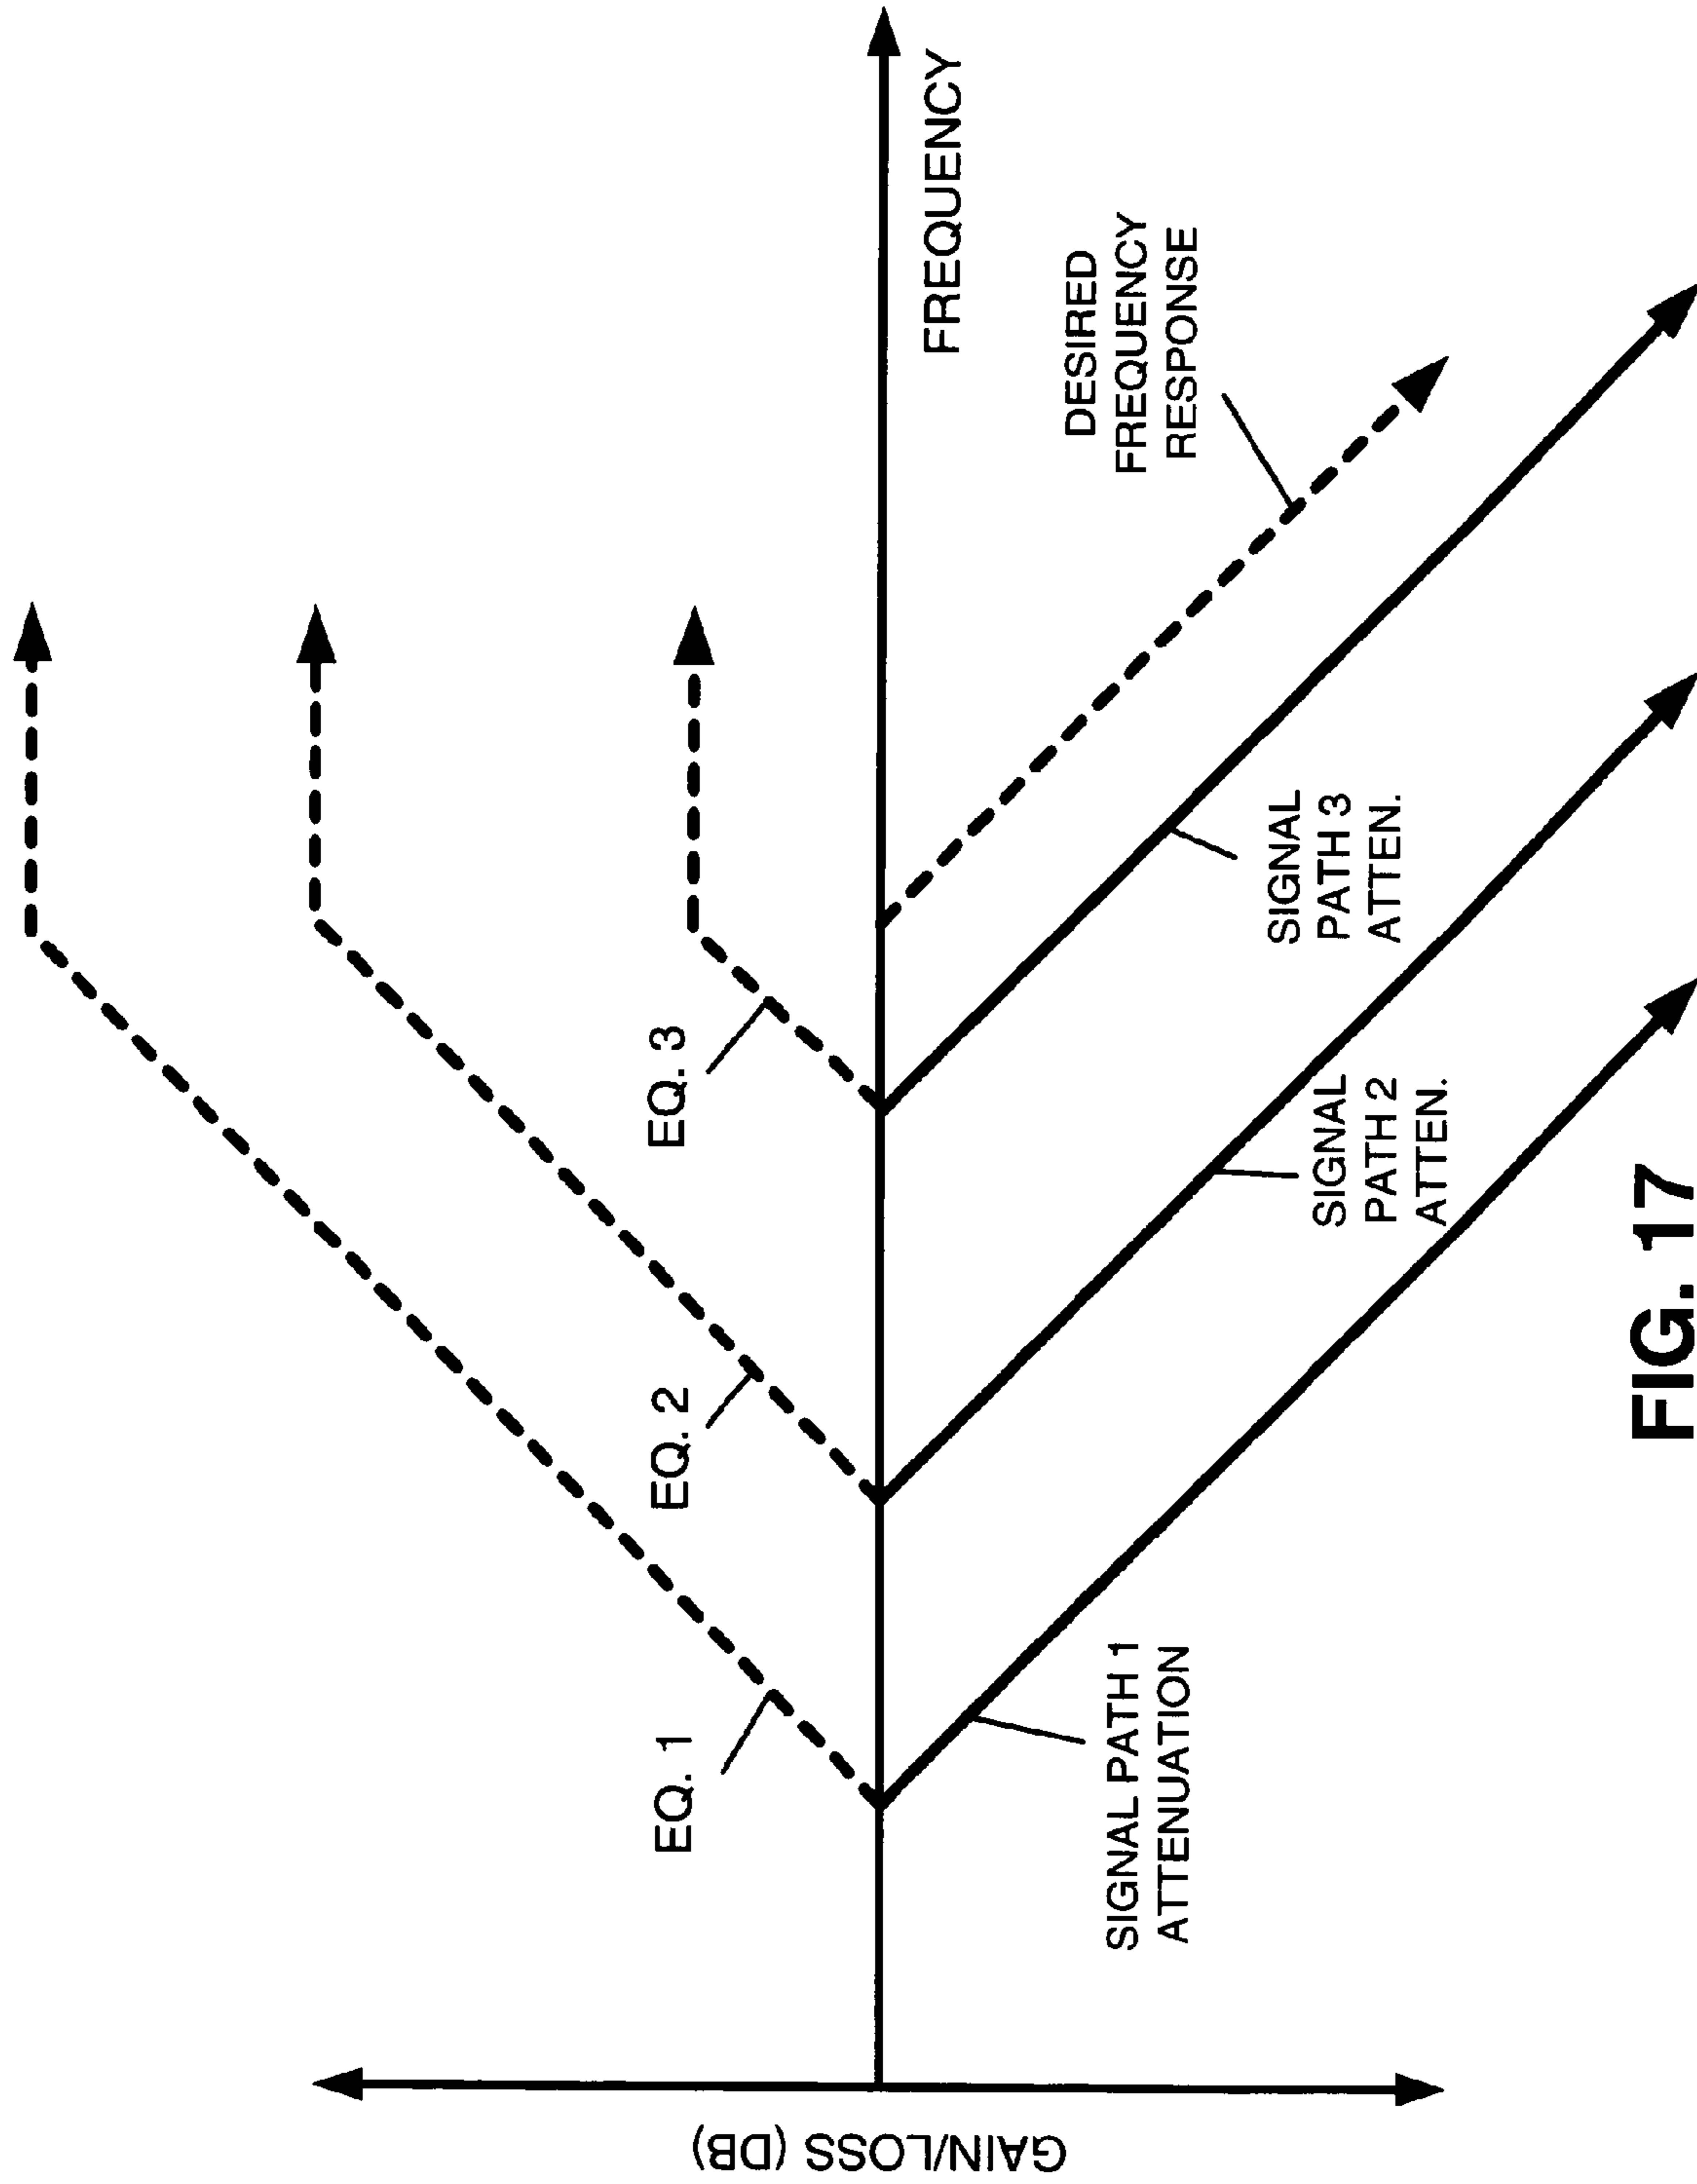 EQ. 1
EQ. 2
EQ. 3
GAIN/LOSS (DB)
FREQUENCY
DESIRED
FREQUENCY
RESPONSE
SIGNAL PATH 1
ATTENUATION
SIGNAL
PATH 2
ATTEN.
SIGNAL
PATH 3
ATTEN.
FIG. 17